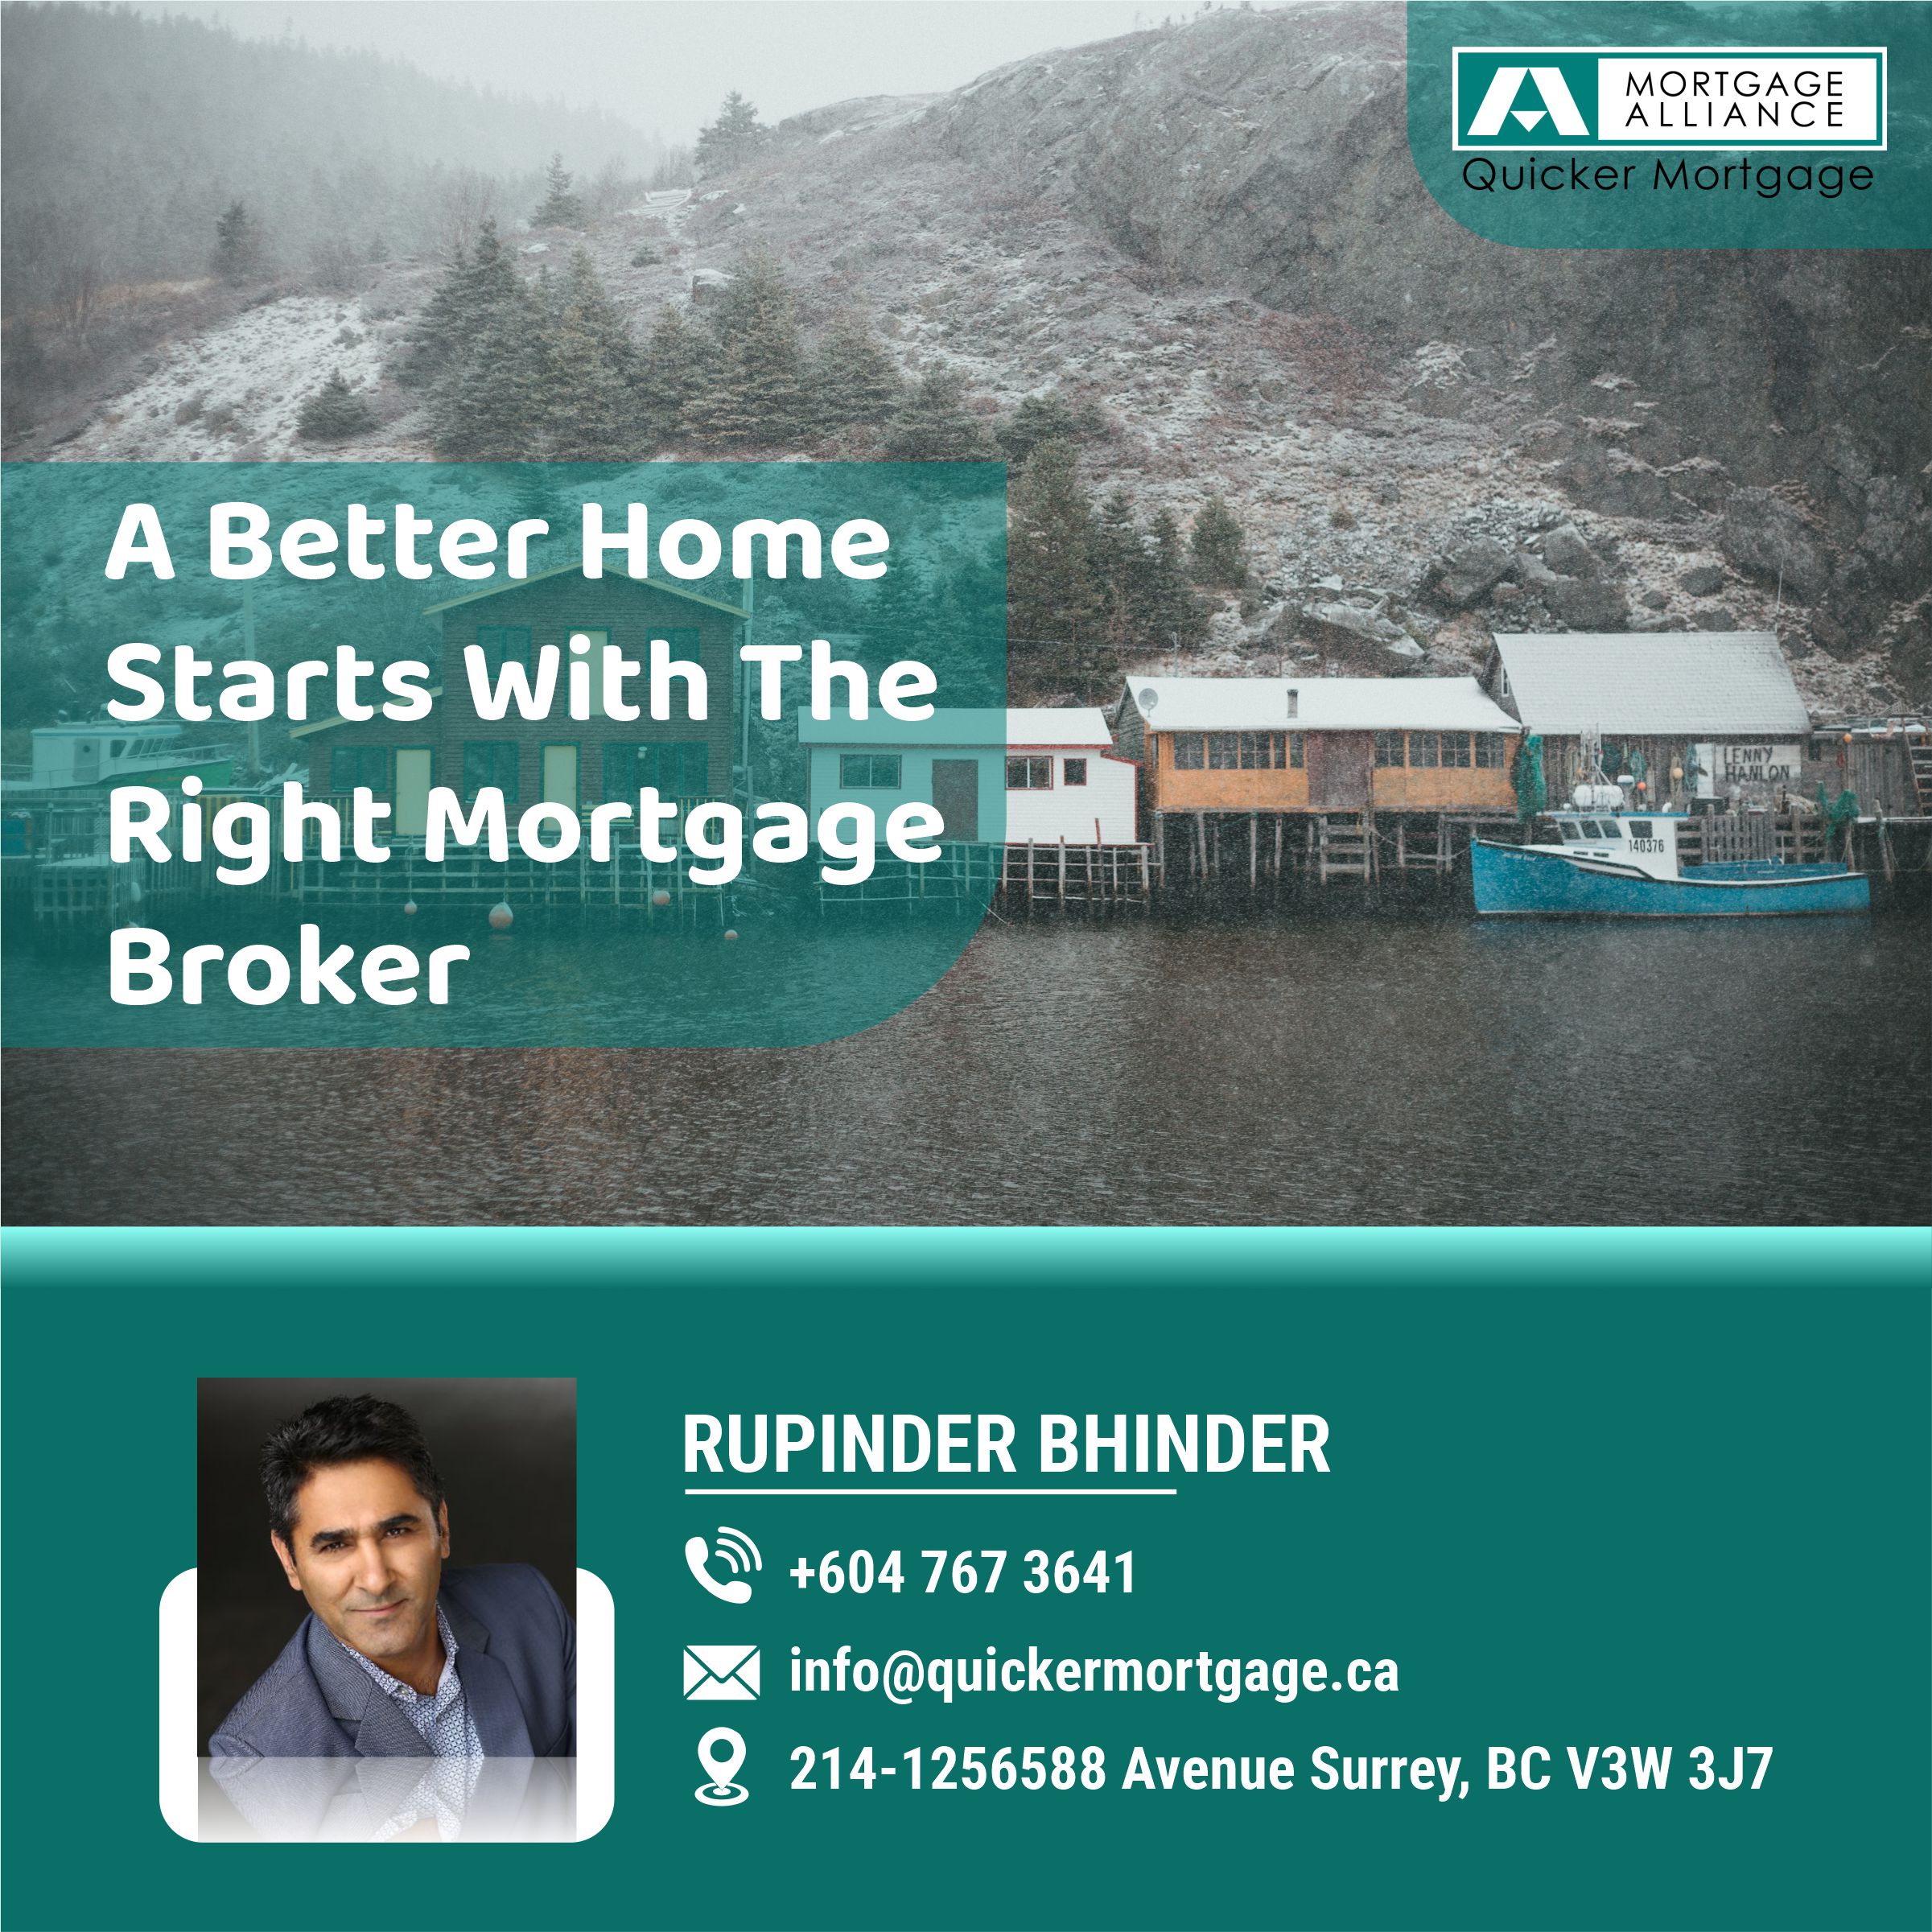 MORTGAGE
ALLIANCE
Quicker Mortgage
A Better Home
Starts With The
Right Mortgage
Broker
LENNY
HANLON
140376
RUPINDER BHINDER
+604 767 3641
info@quickermortgage.ca
214-1256588 Avenue Surrey, BC V3W 3J7